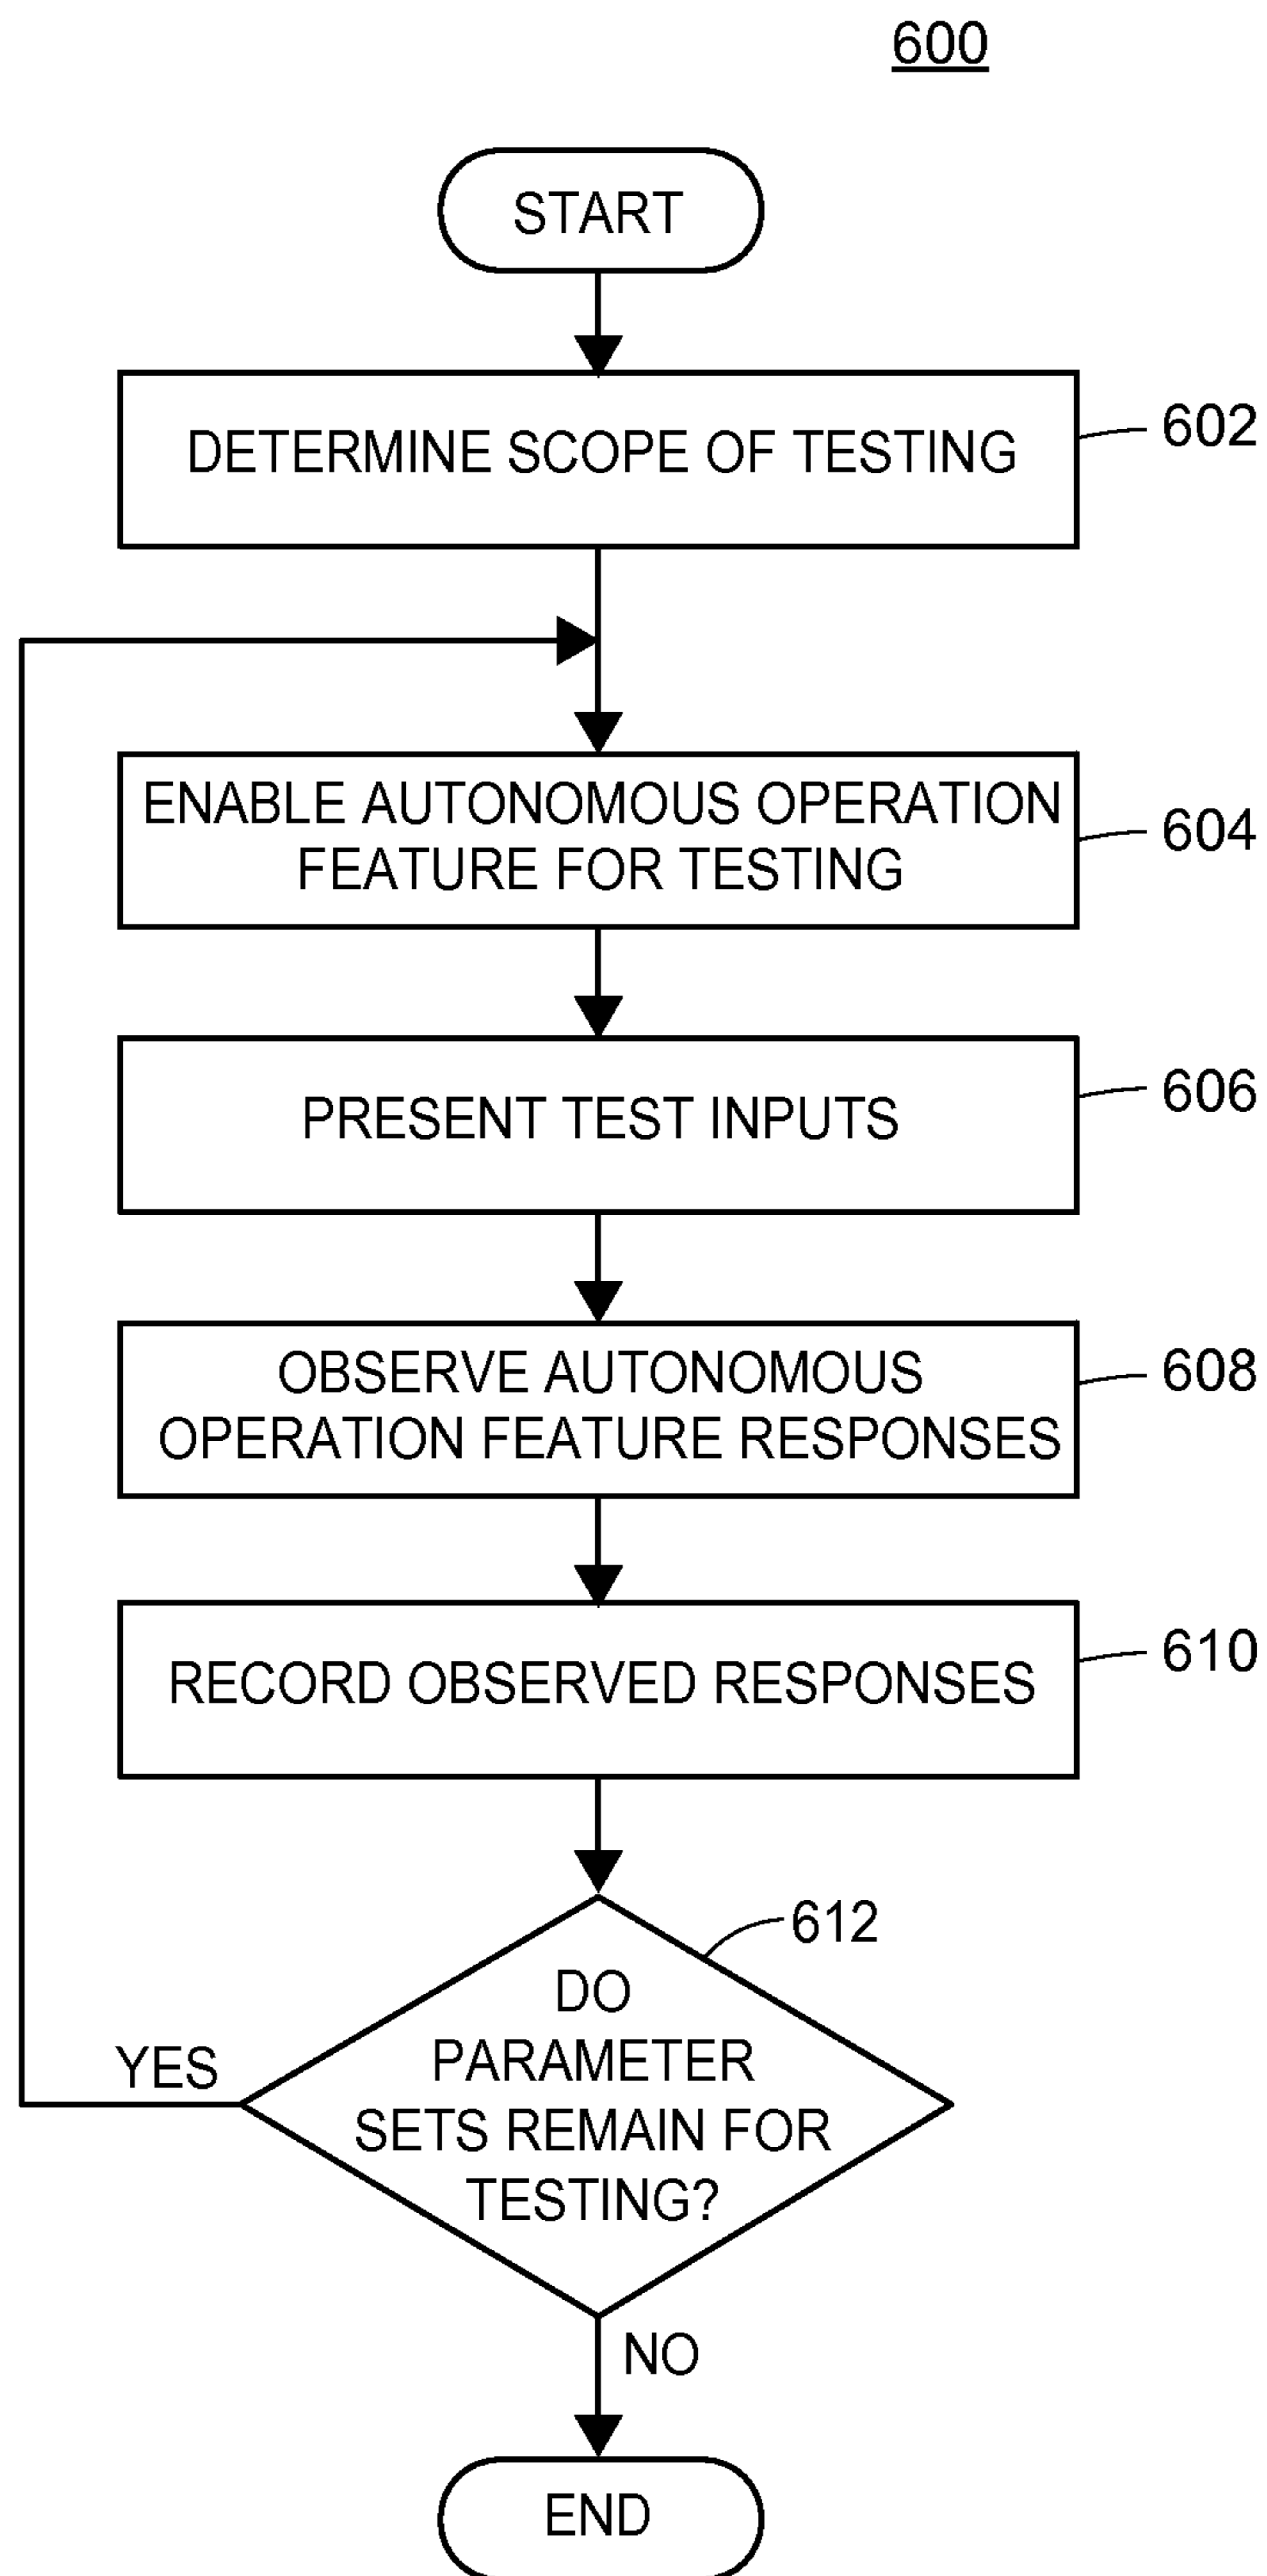 600
START
DETERMINE SCOPE OF TESTING
602
ENABLE AUTONOMOUS OPERATION
FEATURE FOR TESTING
604
PRESENT TEST INPUTS
606
OBSERVE AUTONOMOUS
OPERATION FEATURE RESPONSES
608
RECORD OBSERVED RESPONSES
610
612
DO
PARAMETER
SETS REMAIN FOR
TESTING?
YES
NO
END